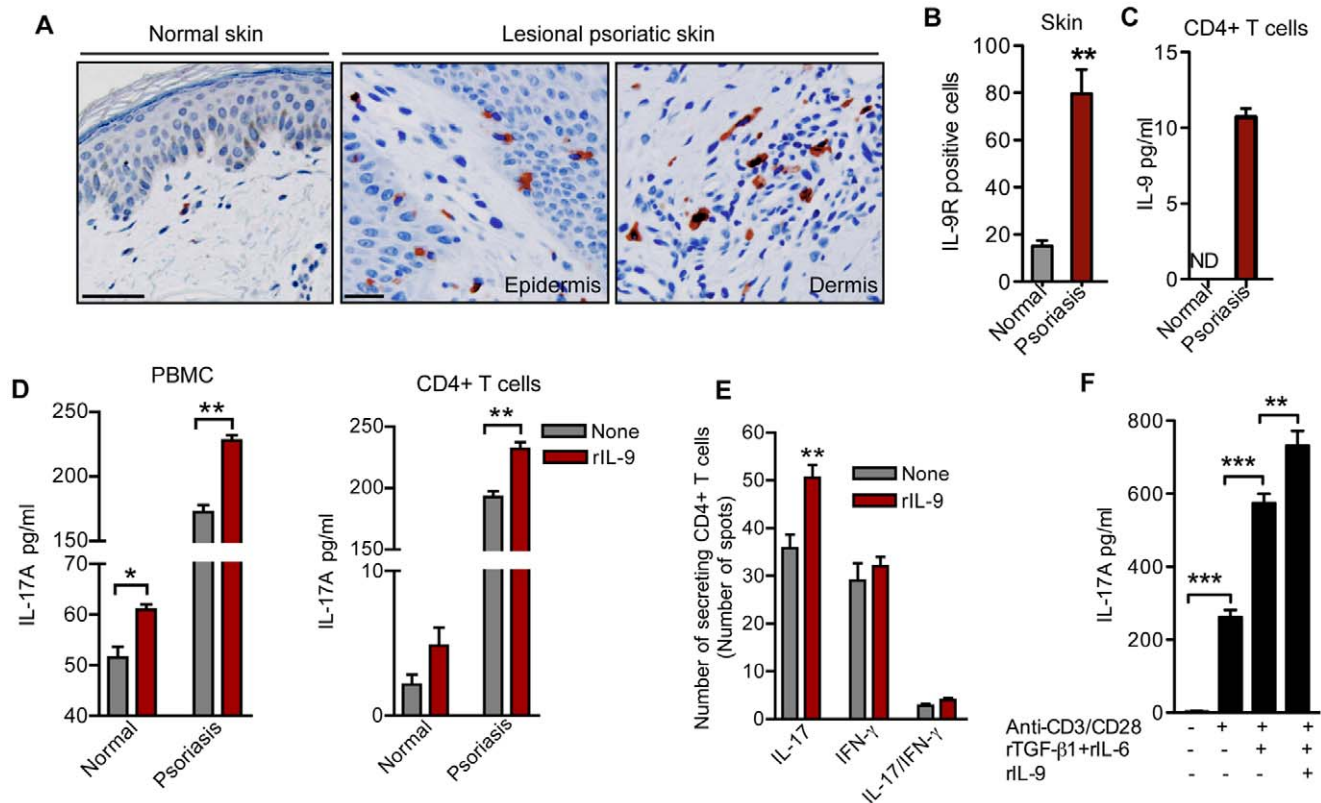 A
Normal skin
Lesional psoriatic skin
Epidmermis
Dermis
B
Skin
IL-9R positive cells
100
80
60
40
20
0
**
Normal
Psoriasis
C
CD4+ T cells
IL-9 pg/ml
15
10
5
0
ND
Normal
Psoriasis
D
PBMC
IL-17A pg/ml
250
200
150
70
60
50
40
*
**
Normal
Psoriasis
CD4+ T cells
IL-17A pg/ml
250
200
150
10
0
**
Normal
Psoriasis
None
rIL-9
E
Number of secreting CD4+ T cells
(Number of spots)
60
50
40
30
20
10
0
**
None
rIL-9
IL-17
IFN-γ
IL-17/IFN-γ
F
IL-17A pg/ml
800
600
400
200
0
***
***
**
Anti-CD3/CD28 - + + +
rTGF-β1+rIL-6 - - + +
rIL-9 - - - +